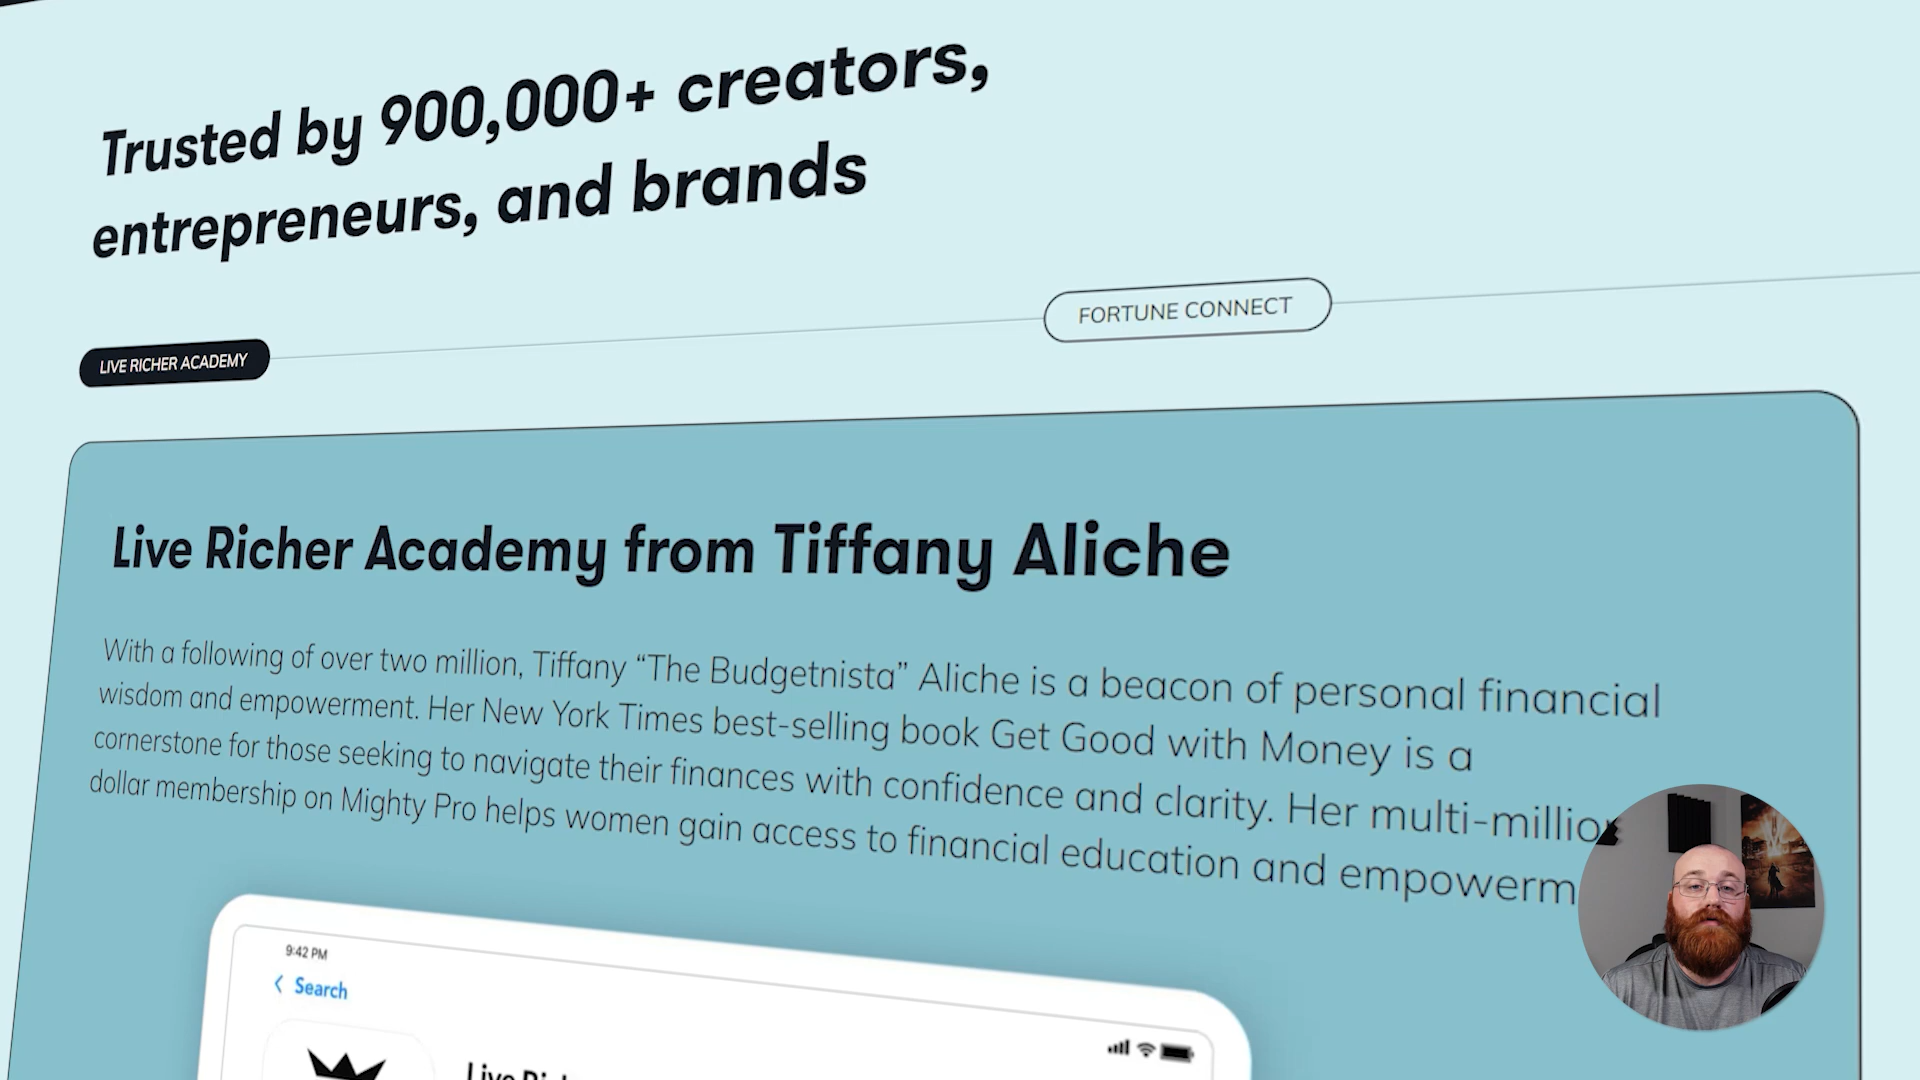 Trusted by 900,000+ creators,
entrepreneurs, and brands
FORTUNE CONNECT
LIVE RICHER ACADEMY
Live Richer Academy from Tiffany Aliche
With a following of over two million, Tiffany “The Budgetnista” Aliche is a beacon of personal financial
wisdom and empowerment. Her New York Times best-selling book Get Good with Money is a
cornerstone for those seeking to navigate their finances with confidence and clarity. Her multi-million
dollar membership on Mighty Pro helps women gain access to financial education and
9:42 PM
Search
Live